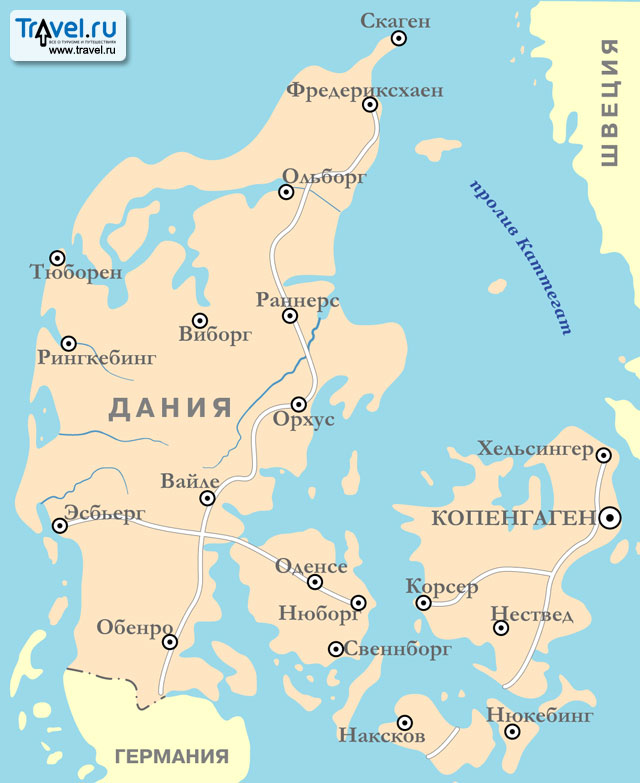 Travel.ru
ВСЕ О ТУРИЗМЕ И ПУТЕШЕСТВИЯХ
www.travel.ru
Скаген
ШВЕЦИЯ
Фредериксхаен
Ольборг
пролив Каттегат
Тюборен
Раннерс
Виборг
Рингкебинг
ДАНИЯ
Орхус
Хельсингер
Вайле
Эсбьерг
КОПЕНГАГЕН
Оденсе
Корсер
Нюборг
Нествед
Обенро
Свеннборг
Нюкебинг
Наксков
ГЕРМАНИЯ